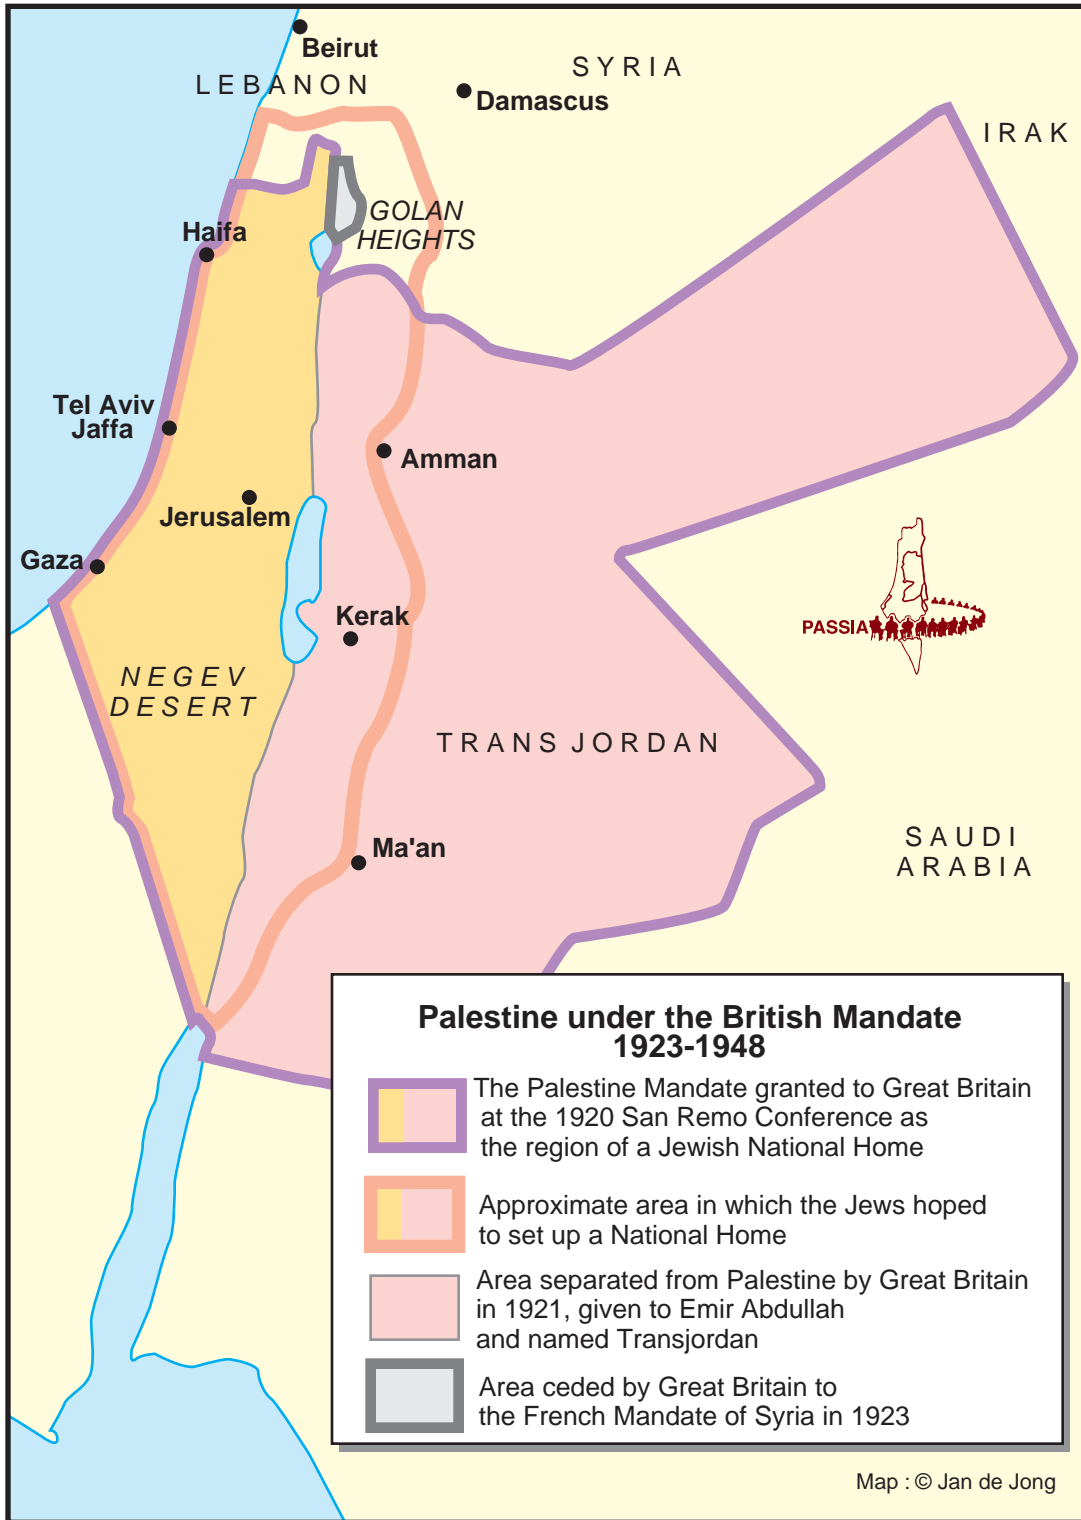 Beirut
LEBANON
SYRIA
Damascus
IRAK
GOLAN
HEIGHTS
Haifa
Tel Aviv
Jaffa
Amman
Jerusalem
Gaza
Kerak
PASSIA
NEGEV
DESERT
TRANS JORDAN
Ma'an
SAUDI
ARABIA
Palestine under the British Mandate
1923-1948
The Palestine Mandate granted to Great Britain
at the 1920 San Remo Conference as
the region of a Jewish National Home
Approximate area in which the Jews hoped
to set up a National Home
Area separated from Palestine by Great Britain
in 1921, given to Emir Abdullah
and named Transjordan
Area ceded by Great Britain to
the French Mandate of Syria in 1923
Map : © Jan de Jong